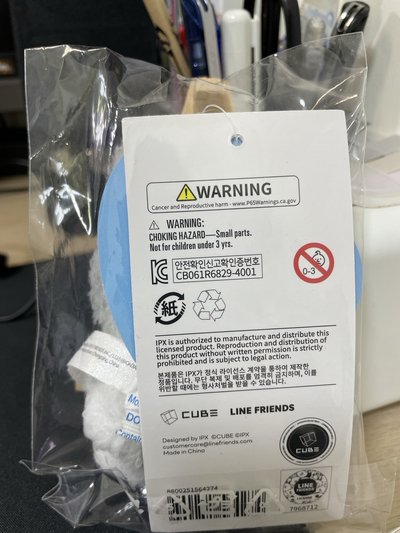 WARNING
Cancer and Reproductive harm - www.P65Warnings.ca.gov
WARNING:
CHOKING HAZARD—Small parts.
Not for children under 3 yrs.
안전확인신고확인증번호
CB061R6829-4001
0-3
紙
IPX is authorized to manufacture and distribute this
licensed product. Reproduction and distribution of
this product without written permission is strictly
prohibited and is subject to legal action.
본제품은 IPX가 정식 라이선스 계약을 통하여 제작한
정품입니다. 무단 복제 및 배포를 엄격히 금지하며, 이를
위반할 때에는 형사처벌을 받을 수 있습니다.
CUBE LINE FRIENDS
Designed by IPX ©CUBE ©IPX
customercare@linefriends.com
Made in China
CUBE
LINE
FRIENDS
8800251564374
7968712
DO
Contain